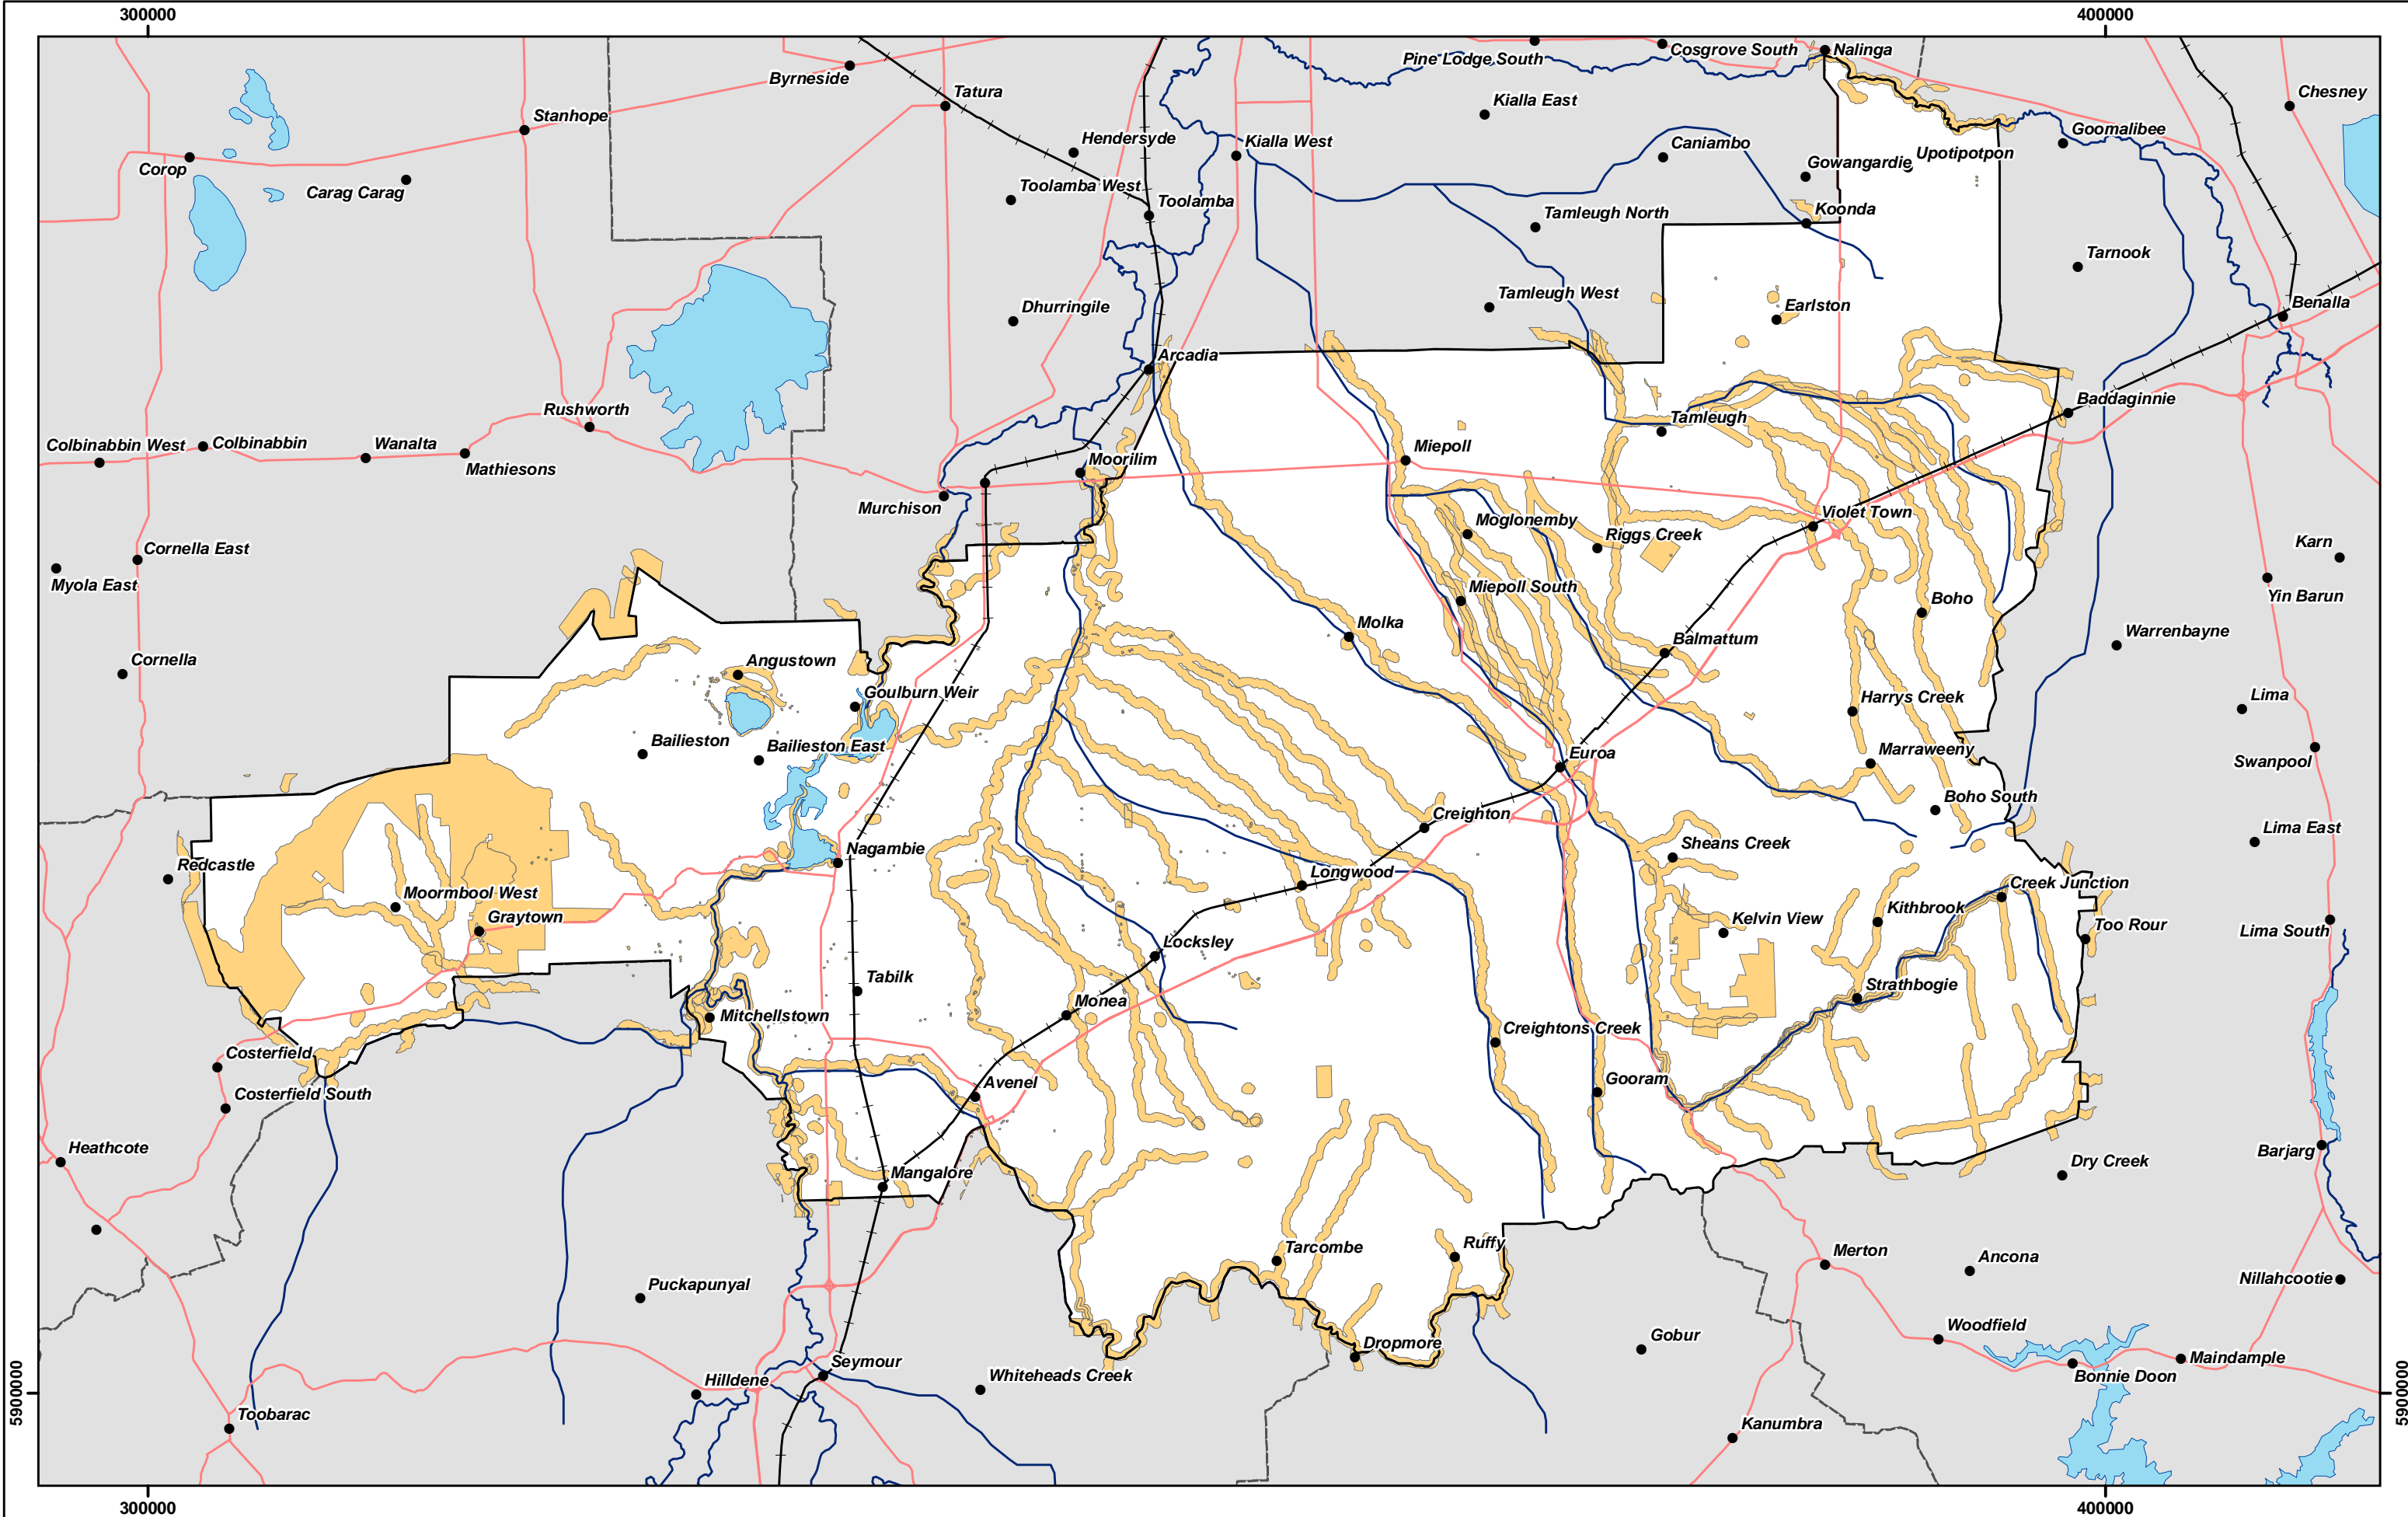 300000
400000
Byrneside
Pine Lodge South
Cosgrove South
Nalinga
Tatura
Kialla East
Chesney
Stanhope
Hendersyde
Kialla West
Caniambo
Goomalibee
Corop
Gowangardie
Upotipotpon
Carag Carag
Toolamba West
Toolamba
Tamleugh North
Koonda
Tarnook
Dhurringile
Tamleugh West
Earlston
Benalla
Arcadia
Rushworth
Baddaginnie
Tamleugh
Colbinabbin West
Colbinabbin
Wanalta
Mathiesons
Moorilim
Miepoll
Murchison
Moglonemby
Violet Town
Riggs Creek
Cornella East
Karn
Myola East
Miepoll South
Boho
Yin Barun
Molka
Balmattum
Warrenbayne
Cornella
Angustown
Goulburn Weir
Harrys Creek
Lima
Bailieston
Bailieston East
Euroa
Marraweeny
Swanpool
Creighton
Boho South
Lima East
Nagambie
Sheans Creek
Redcastle
Longwood
Creek Junction
Moormbool West
Graytown
Kelvin View
Kithbrook
Too Rour
Lima South
Locksley
Tabilk
Strathbogie
Monea
Mitchellstown
Creightons Creek
Costerfield
Avenel
Gooram
Costerfield South
Heathcote
Mangalore
Dry Creek
Barjarg
Tarcombe
Ruffy
Merton
Ancona
Puckapunyal
Nillahcootie
Woodfield
Gobur
Dropmore
Seymour
Maindample
Hilldene
Whiteheads Creek
Bonnie Doon
Toobarac
Kanumbra
5900000
5900000
300000
400000